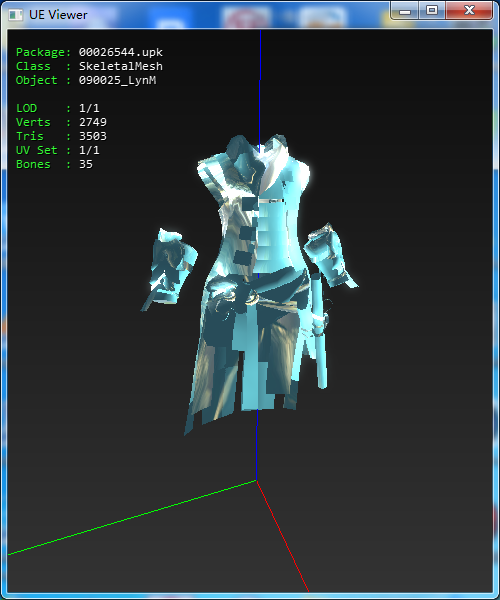 UE Viewer
Package: 00026544.upk
Class : SkeletalMesh
Object : 090025_LynM
LOD : 1/1
Verts : 2749
Tris : 3503
UV Set : 1/1
Bones : 35